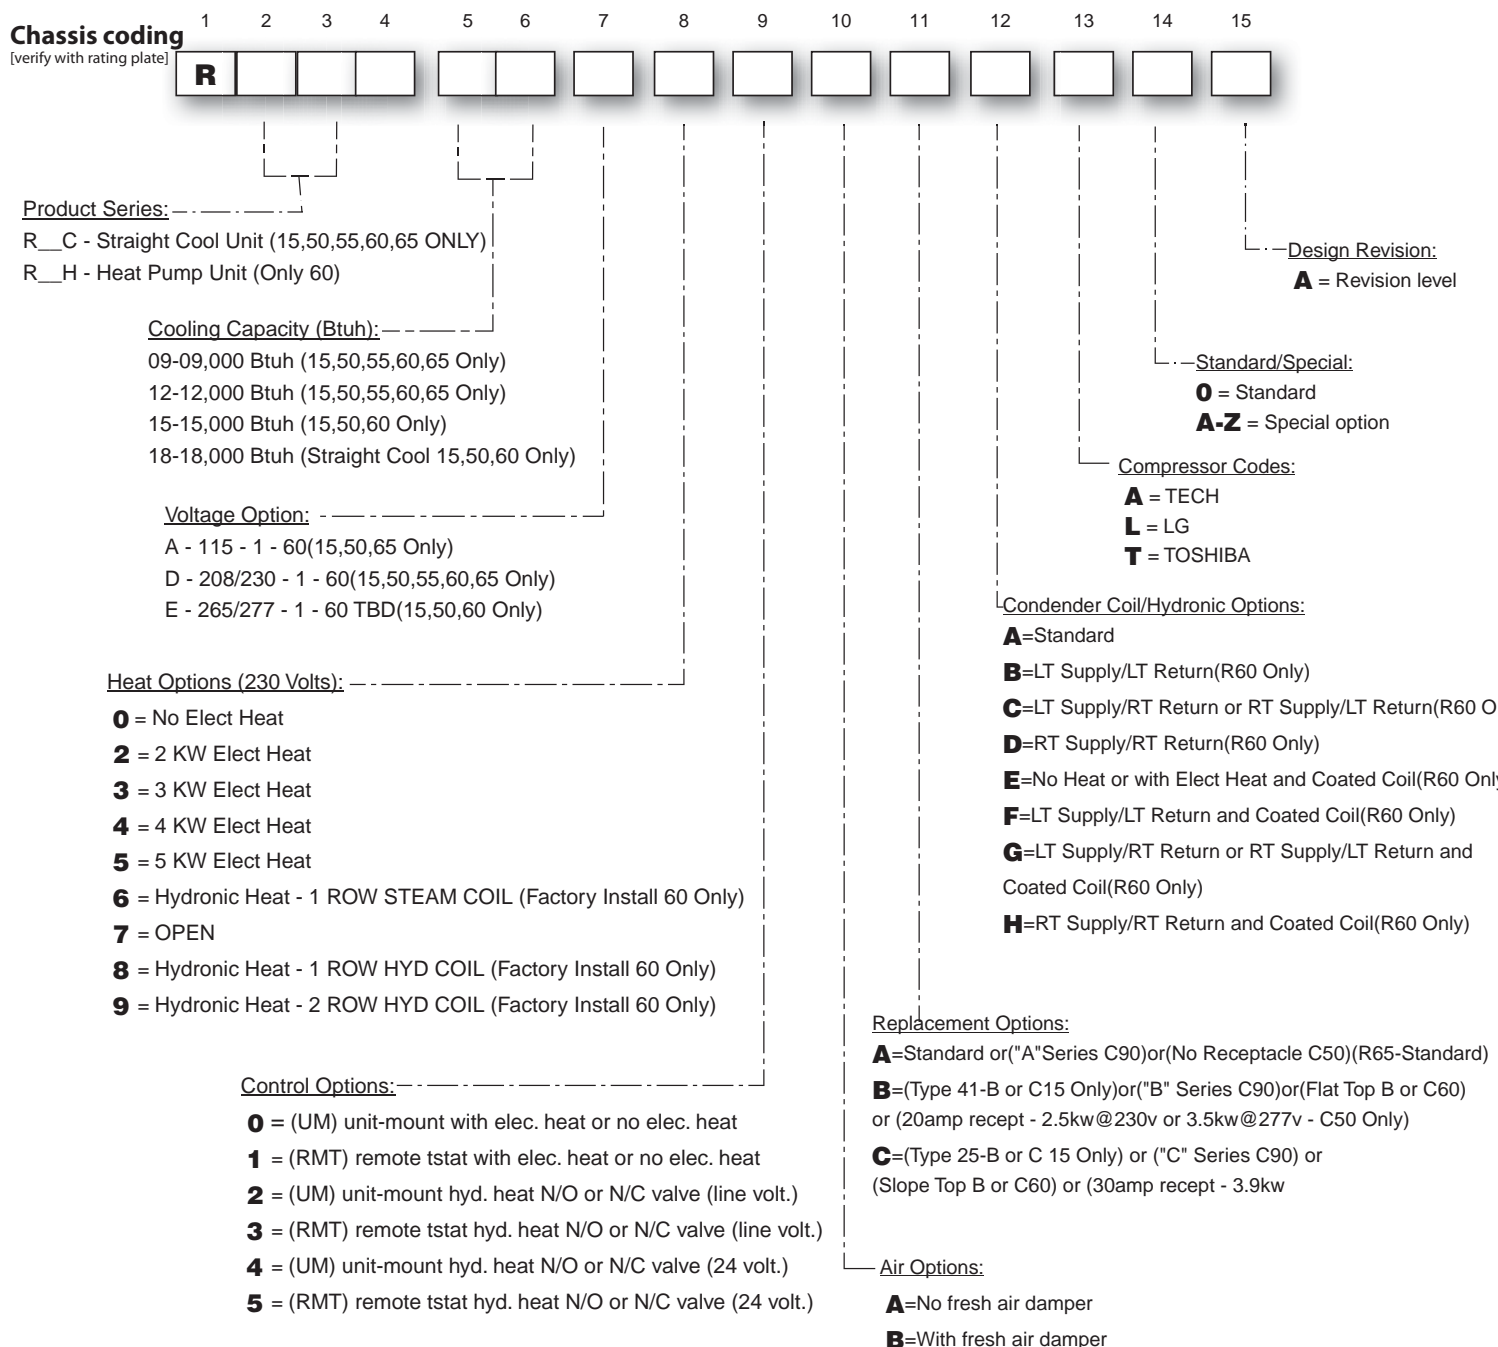 1 2 3 4 5 6 7 8 9 10 11 12 13 14 15
Chassis coding
[verify with rating plate]
R
Product Series:
R__C - Straight Cool Unit (15,50,55,60,65 ONLY)
R__H - Heat Pump Unit (Only 60)
Cooling Capacity (Btuh):
09-09,000 Btuh (15,50,55,60,65 Only)
12-12,000 Btuh (15,50,55,60,65 Only)
15-15,000 Btuh (15,50,60 Only)
18-18,000 Btuh (Straight Cool 15,50,60 Only)
Voltage Option:
A - 115 - 1 - 60(15,50,65 Only)
D - 208/230 - 1 - 60(15,50,55,60,65 Only)
E - 265/277 - 1 - 60 TBD(15,50,60 Only)
Heat Options (230 Volts):
0 = No Elect Heat
2 = 2 KW Elect Heat
3 = 3 KW Elect Heat
4 = 4 KW Elect Heat
5 = 5 KW Elect Heat
6 = Hydronic Heat - 1 ROW STEAM COIL (Factory Install 60 Only)
7 = OPEN
8 = Hydronic Heat - 1 ROW HYD COIL (Factory Install 60 Only)
9 = Hydronic Heat - 2 ROW HYD COIL (Factory Install 60 Only)
Control Options:
0 = (UM) unit-mount with elec. heat or no elec. heat
1 = (RMT) remote tstat with elec. heat or no elec. heat
2 = (UM) unit-mount hyd. heat N/O or N/C valve (line volt.)
3 = (RMT) remote tstat hyd. heat N/O or N/C valve (line volt.)
4 = (UM) unit-mount hyd. heat N/O or N/C valve (24 volt.)
5 = (RMT) remote tstat hyd. heat N/O or N/C valve (24 volt.)
Design Revision:
A = Revision level
Standard/Special:
0 = Standard
A-Z = Special option
Compressor Codes:
A = TECH
L = LG
T = TOSHIBA
Condender Coil/Hydronic Options:
A=Standard
B=LT Supply/LT Return(R60 Only)
C=LT Supply/RT Return or RT Supply/LT Return(R60 O
D=RT Supply/RT Return(R60 Only)
E=No Heat or with Elect Heat and Coated Coil(R60 Only
F=LT Supply/LT Return and Coated Coil(R60 Only)
G=LT Supply/RT Return or RT Supply/LT Return and
Coated Coil(R60 Only)
H=RT Supply/RT Return and Coated Coil(R60 Only)
Replacement Options:
A=Standard or("A"Series C90)or(No Receptacle C50)(R65-Standard)
B=(Type 41-B or C15 Only)or("B" Series C90)or(Flat Top B or C60)
or (20amp recept - 2.5kw@230v or 3.5kw@277v - C50 Only)
C=(Type 25-B or C 15 Only) or ("C" Series C90) or
(Slope Top B or C60) or (30amp recept - 3.9kw
Air Options:
A=No fresh air damper
B=With fresh air damper